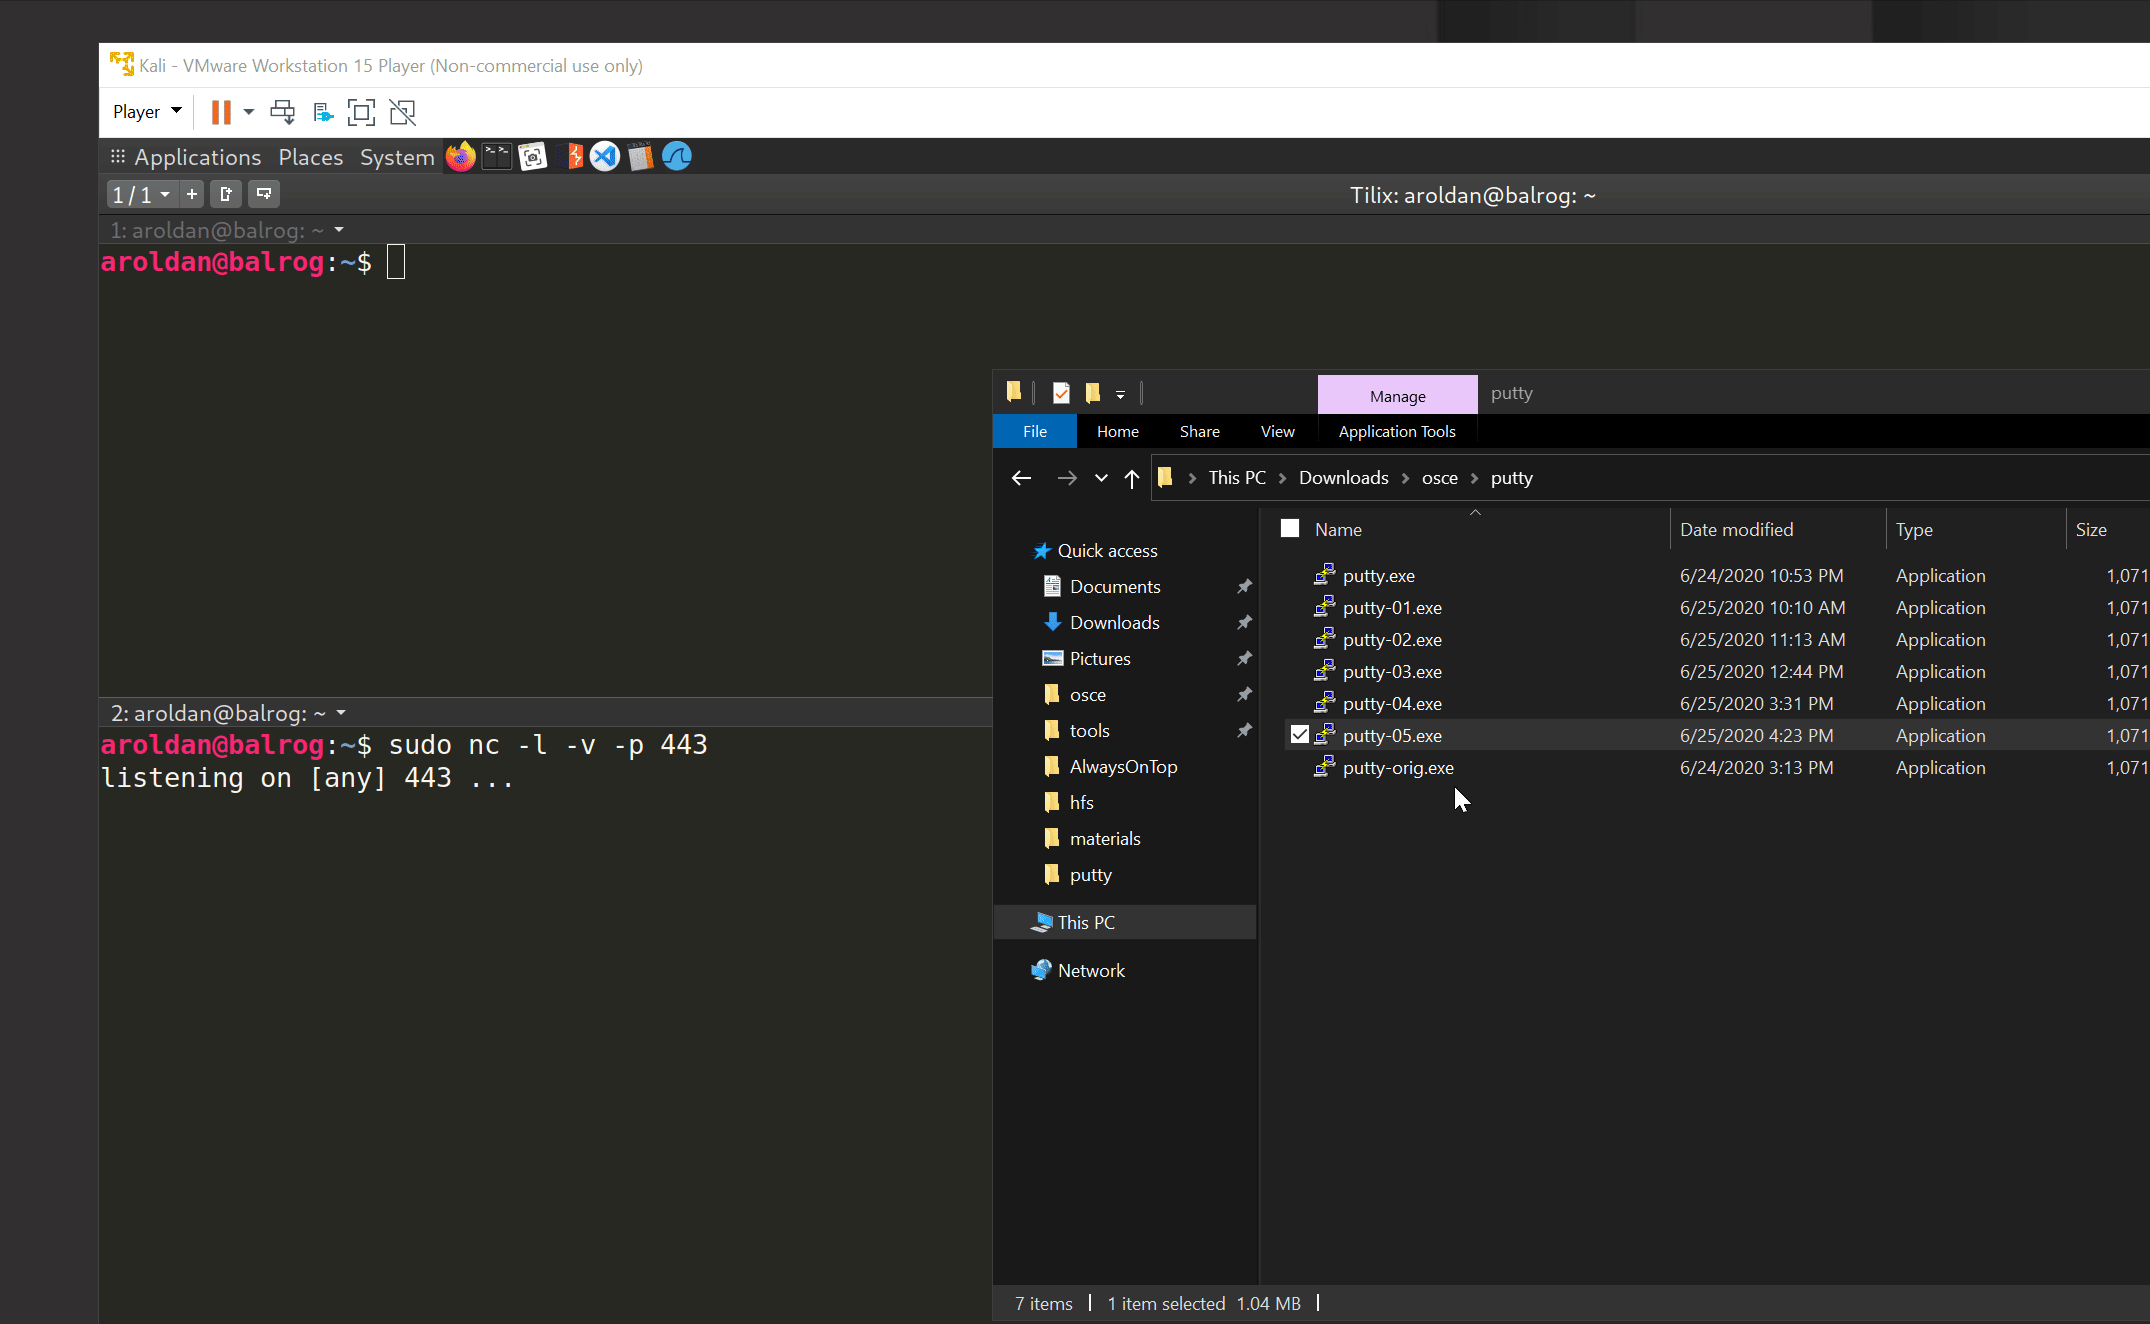 Kali - VMware Workstation 15 Player (Non-commercial use only)
Player
Applications Places System
1 / 1
Tilix: aroldan@balrog: ~
1: aroldan@balrog: ~
aroldan@balrog:~$
Manage putty
File Home Share View Application Tools
This PC Downloads osce putty
Name Date modified Type Size
Quick access
Documents
Downloads
Pictures
osce
tools
AlwaysOnTop
hfs
materials
putty
This PC
Network
putty.exe 6/24/2020 10:53 PM Application 1,071
putty-01.exe 6/25/2020 10:10 AM Application 1,071
putty-02.exe 6/25/2020 11:13 AM Application 1,071
putty-03.exe 6/25/2020 12:44 PM Application 1,071
putty-04.exe 6/25/2020 3:31 PM Application 1,071
putty-05.exe 6/25/2020 4:23 PM Application 1,071
putty-orig.exe 6/24/2020 3:13 PM Application 1,071
2: aroldan@balrog: ~
aroldan@balrog:~$ sudo nc -l -v -p 443
listening on [any] 443 ...
7 items 1 item selected 1.04 MB